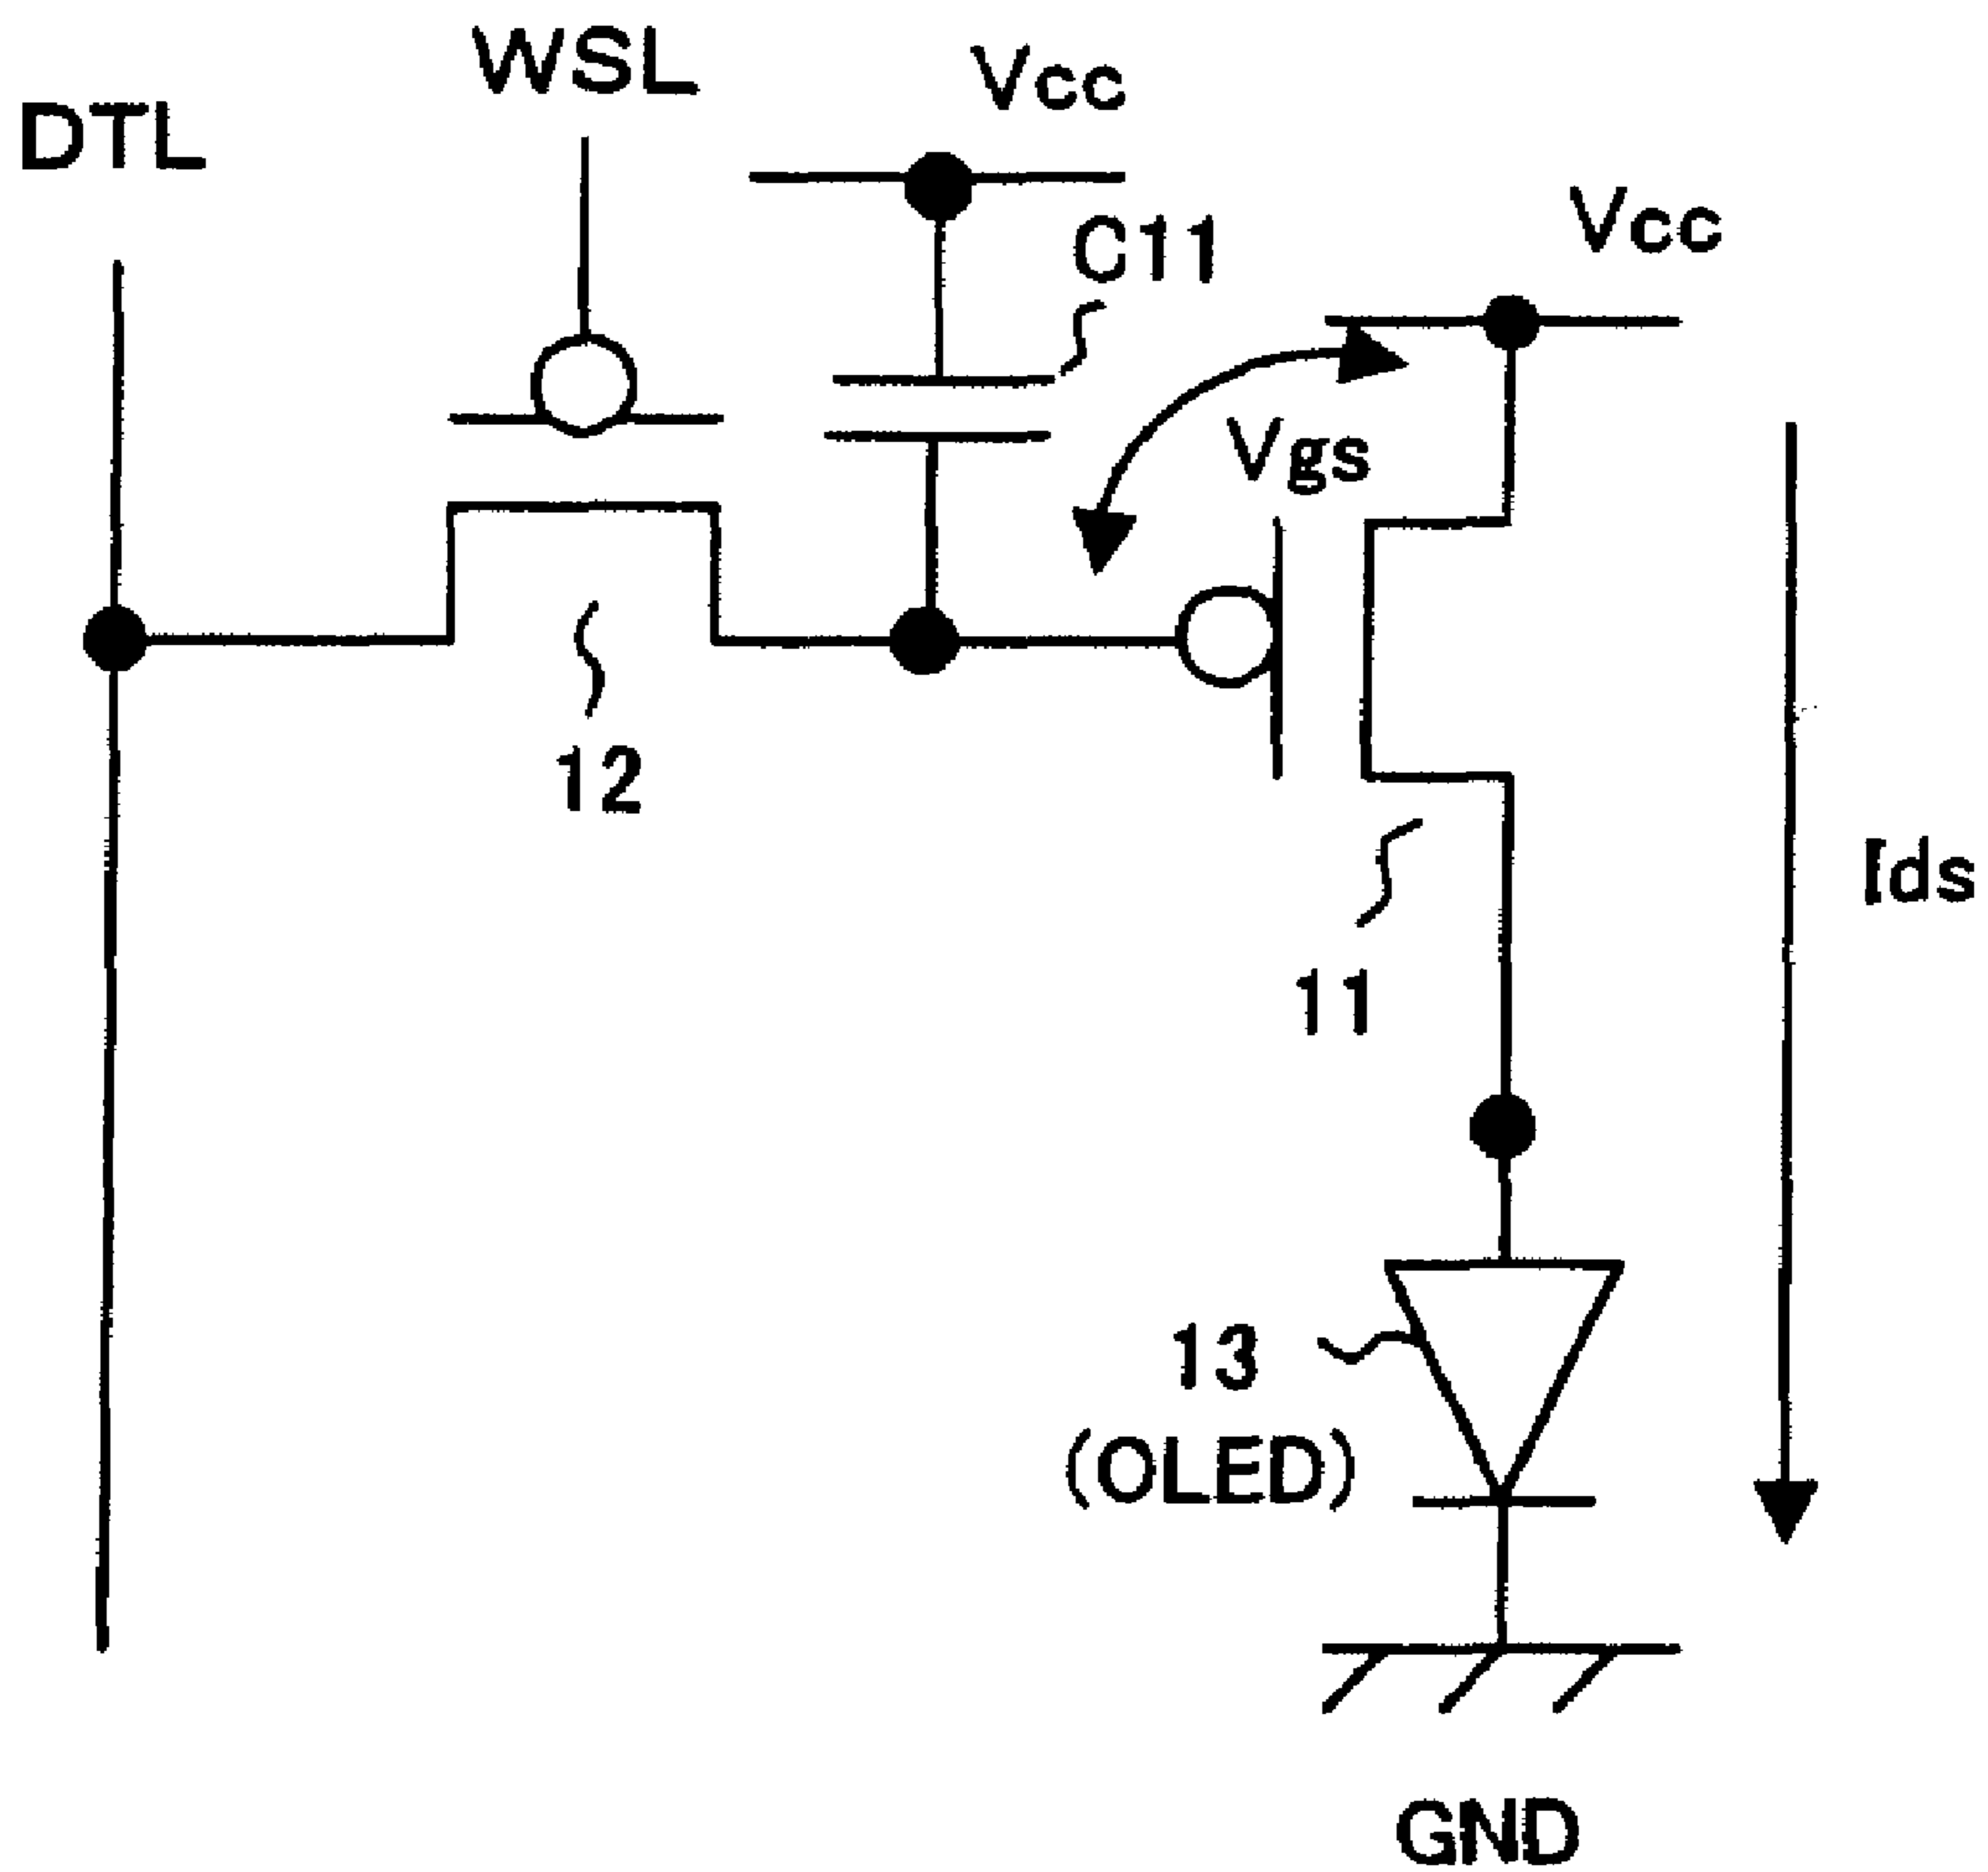 WSL
Vcc
DTL
C11
Vcc
Vgs
12
Ids
11
13
(OLED)
GND